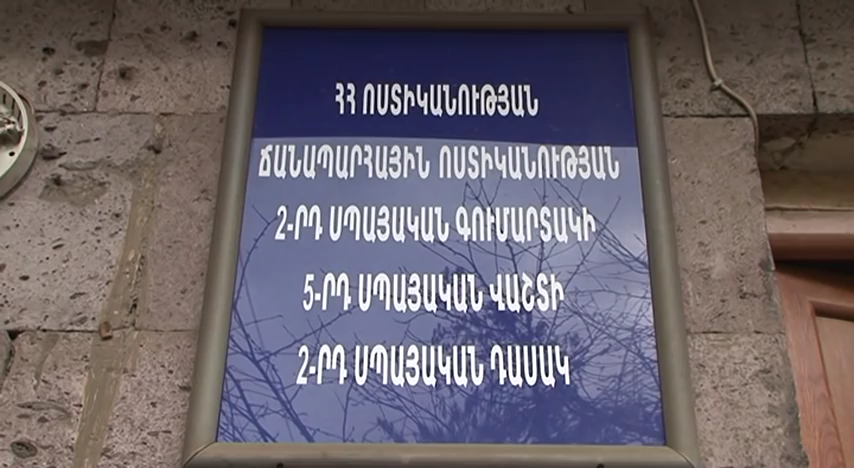 ՀՀ ՈՍՏԻԿԱՆՈՒԹՅԱՆ
ՃԱՆԱՊԱՐՀԱՅԻՆ ՈՍՏԻԿԱՆՈՒԹՅԱՆ
2-ՐԴ ՍՊԱՅԱԿԱՆ ԳՈՒՄԱՐՏԱԿԻ
5-ՐԴ ՍՊԱՅԱԿԱՆ ՎԱՇՏԻ
2-ՐԴ ՍՊԱՅԱԿԱՆ ԴԱՍԱԿ